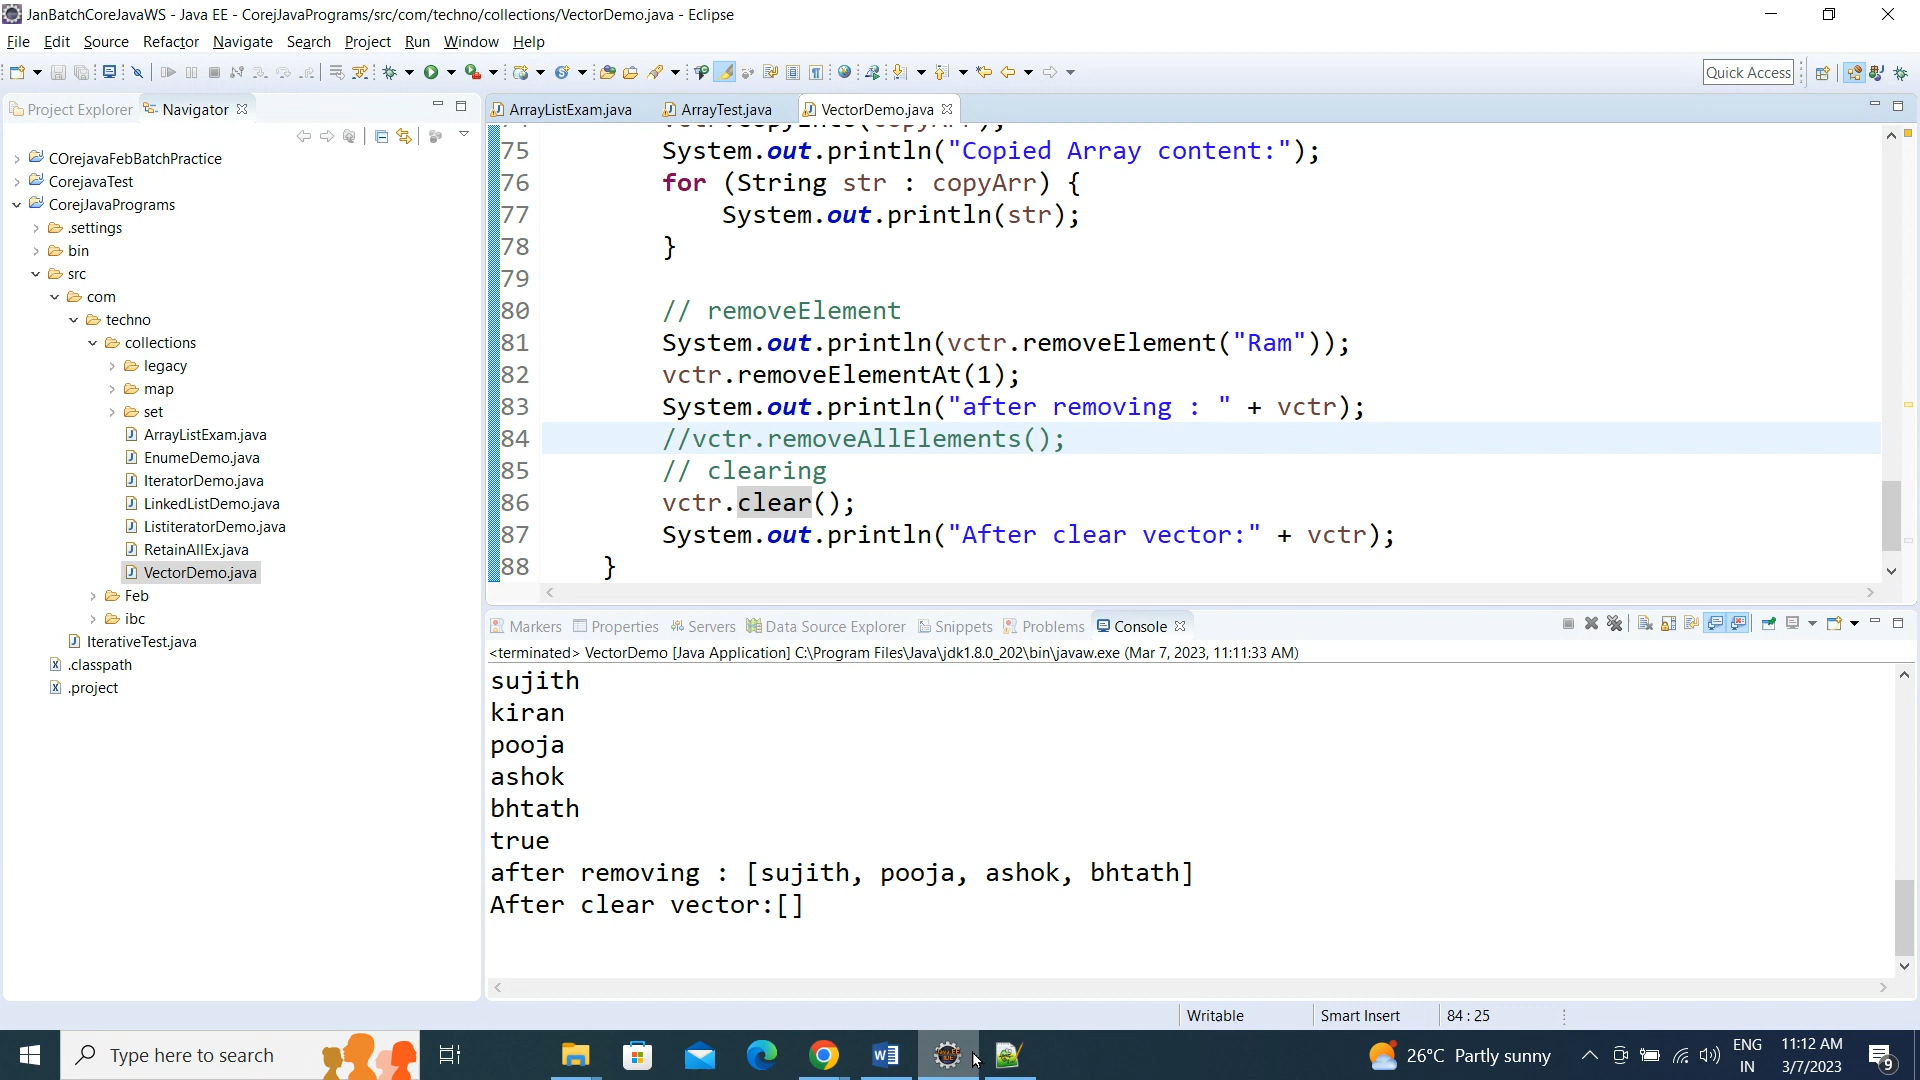 JanBatchCoreJavaWS - Java EE - CorejJavaPrograms/src/com/techno/collections/VectorDemo.java - Eclipse
File Edit Source Refactor Navigate Search Project Run Window Help
Quick Access
Project Explorer Navigator
ArrayListExam.java ArrayTest.java VectorDemo.java
COrejavaFebBatchPractice
CorejavaTest
CorejJavaPrograms
.settings
bin
src
com
techno
collections
legacy
map
set
ArrayListExam.java
EnumeDemo.java
IteratorDemo.java
LinkedListDemo.java
ListiteratorDemo.java
RetainAllEx.java
VectorDemo.java
Feb
ibc
IterativeTest.java
.classpath
.project
75 System.out.println("Copied Array content:");
76 for (String str : copyArr) {
77 System.out.println(str);
78 }
79
80 // removeElement
81 System.out.println(vctr.removeElement("Ram"));
82 vctr.removeElementAt(1);
83 System.out.println("after removing : " + vctr);
84 //vctr.removeAllElements();
85 // clearing
86 vctr.clear();
87 System.out.println("After clear vector:" + vctr);
88 }
Markers Properties Servers Data Source Explorer Snippets Problems Console
<terminated> VectorDemo [Java Application] C:\Program Files\Java\jdk1.8.0_202\bin\javaw.exe (Mar 7, 2023, 11:11:33 AM)
sujith
kiran
pooja
ashok
bhtath
true
after removing : [sujith, pooja, ashok, bhtath]
After clear vector:[]
Writable Smart Insert 84 : 25
Type here to search
26°C Partly sunny
ENG
IN
11:12 AM
3/7/2023
9